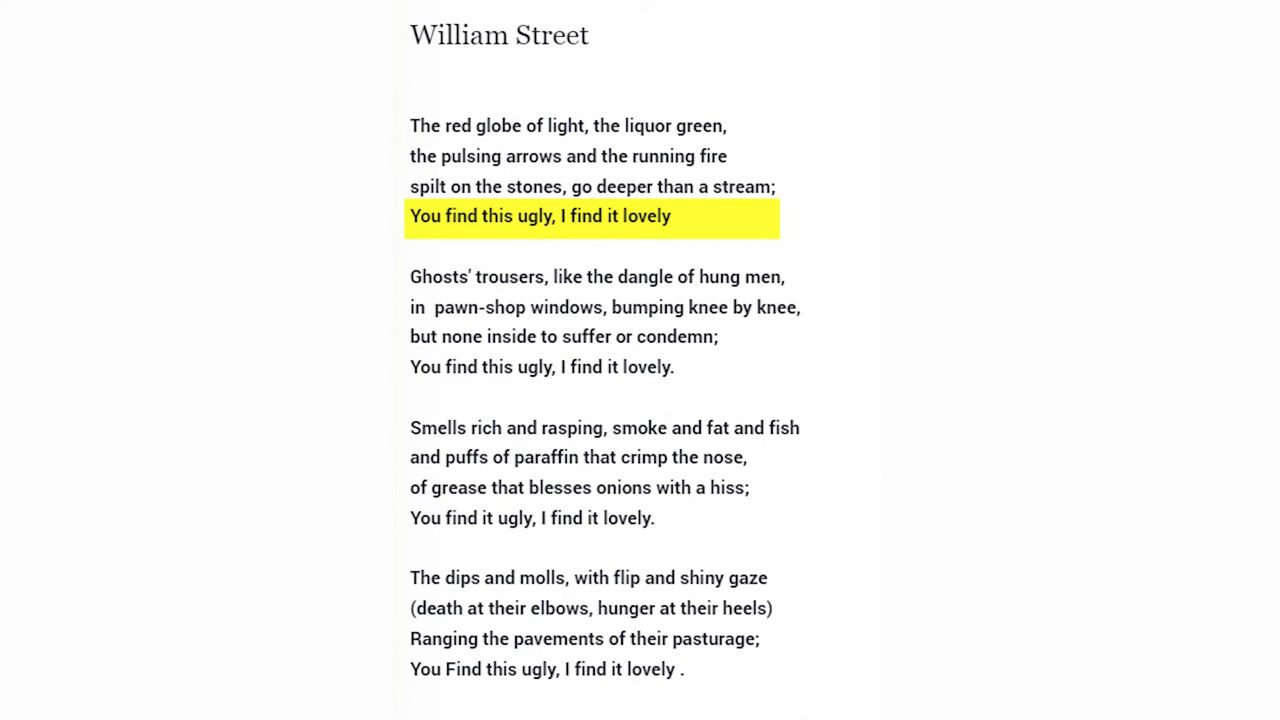 William Street
The red globe of light, the liquor green,
the pulsing arrows and the running fire
spilt on the stones, go deeper than a stream;
You find this ugly, I find it lovely
Ghosts' trousers, like the dangle of hung men,
in  pawn-shop windows, bumping knee by knee,
but none inside to suffer or condemn;
You find this ugly, I find it lovely.
Smells rich and rasping, smoke and fat and fish
and puffs of paraffin that crimp the nose,
of grease that blesses onions with a hiss;
You find it ugly, I find it lovely.
The dips and molls, with flip and shiny gaze
(death at their elbows, hunger at their heels)
Ranging the pavements of their pasturage;
You Find this ugly, I find it lovely .